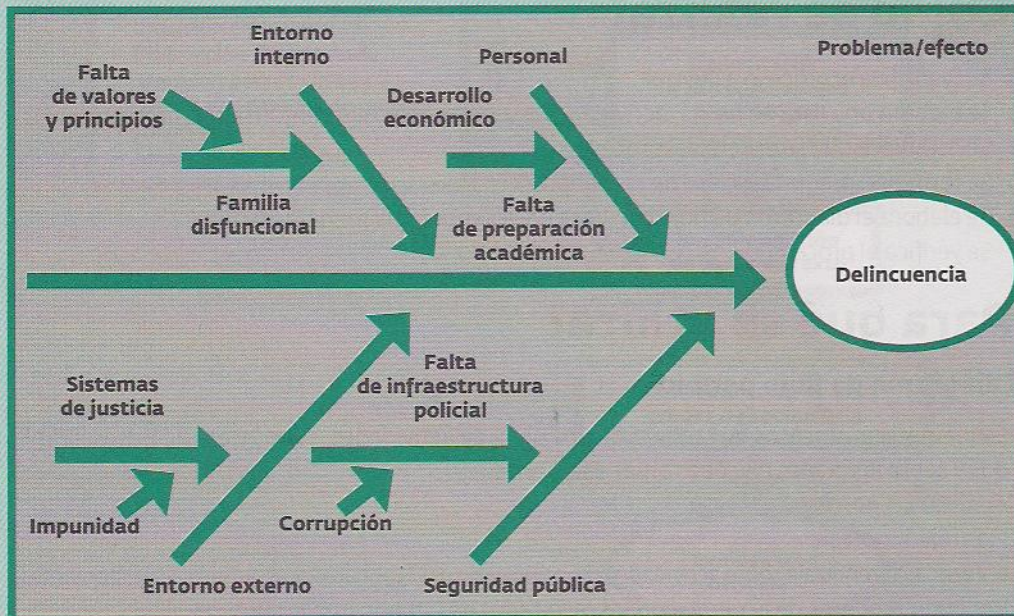 Entorno
interno
Personal
Problema/efecto
Falta
de valores
y principios
Desarrollo
económico
Familia
disfuncional
Falta
de preparación
académica
Delincuencia
Sistemas
de justicia
Falta
de infraestructura
policial
Impunidad
Corrupción
Entorno externo
Seguridad pública